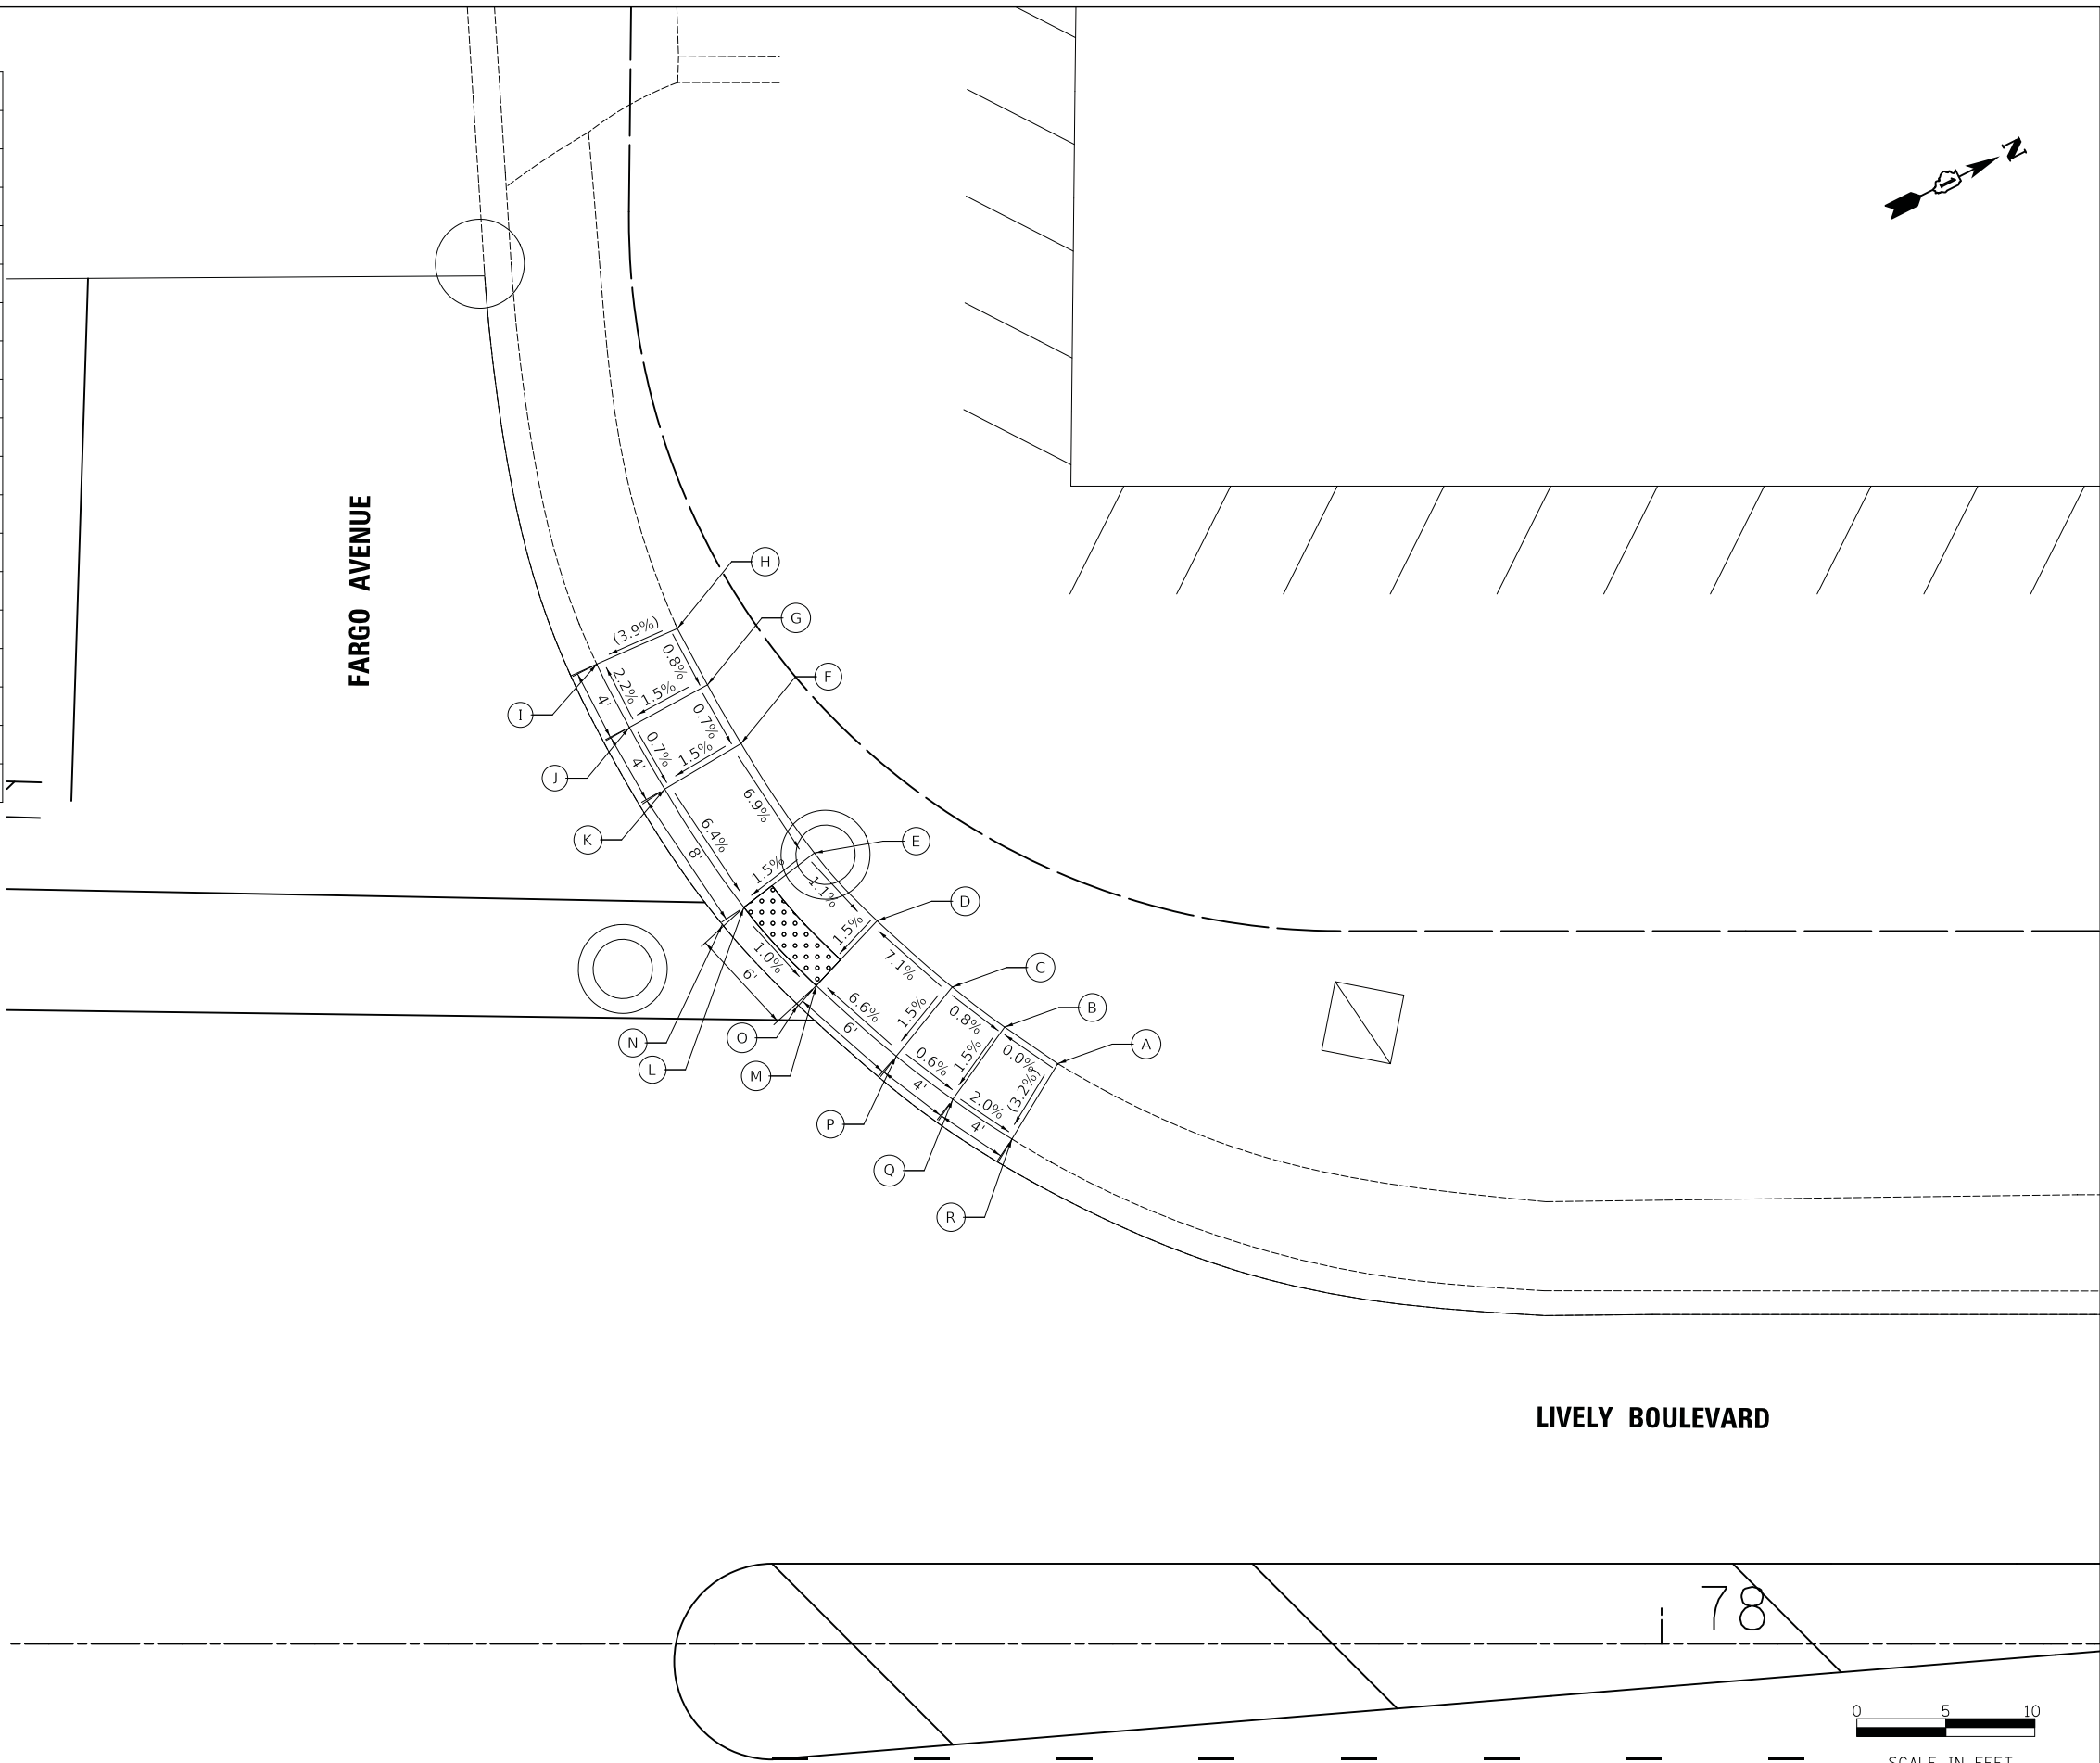 N
FARGO AVENUE
H
G
F
(3.9%)
0.8%
2.2%
1.5%
4'
I
0.7%
0.7%
1.5%
4'
J
6.9%
6.4%
K
8'
E
1.5%
1.1%
D
1.5%
1.0%
6'
7.1%
C
6.6%
1.5%
6'
B
0.8%
N
O
L
M
A
0.6%
1.5%
0.0%
(3.2%)
4'
2.0%
4'
P
Q
R
LIVELY BOULEVARD
78
0 5 10
SCALE IN FEET